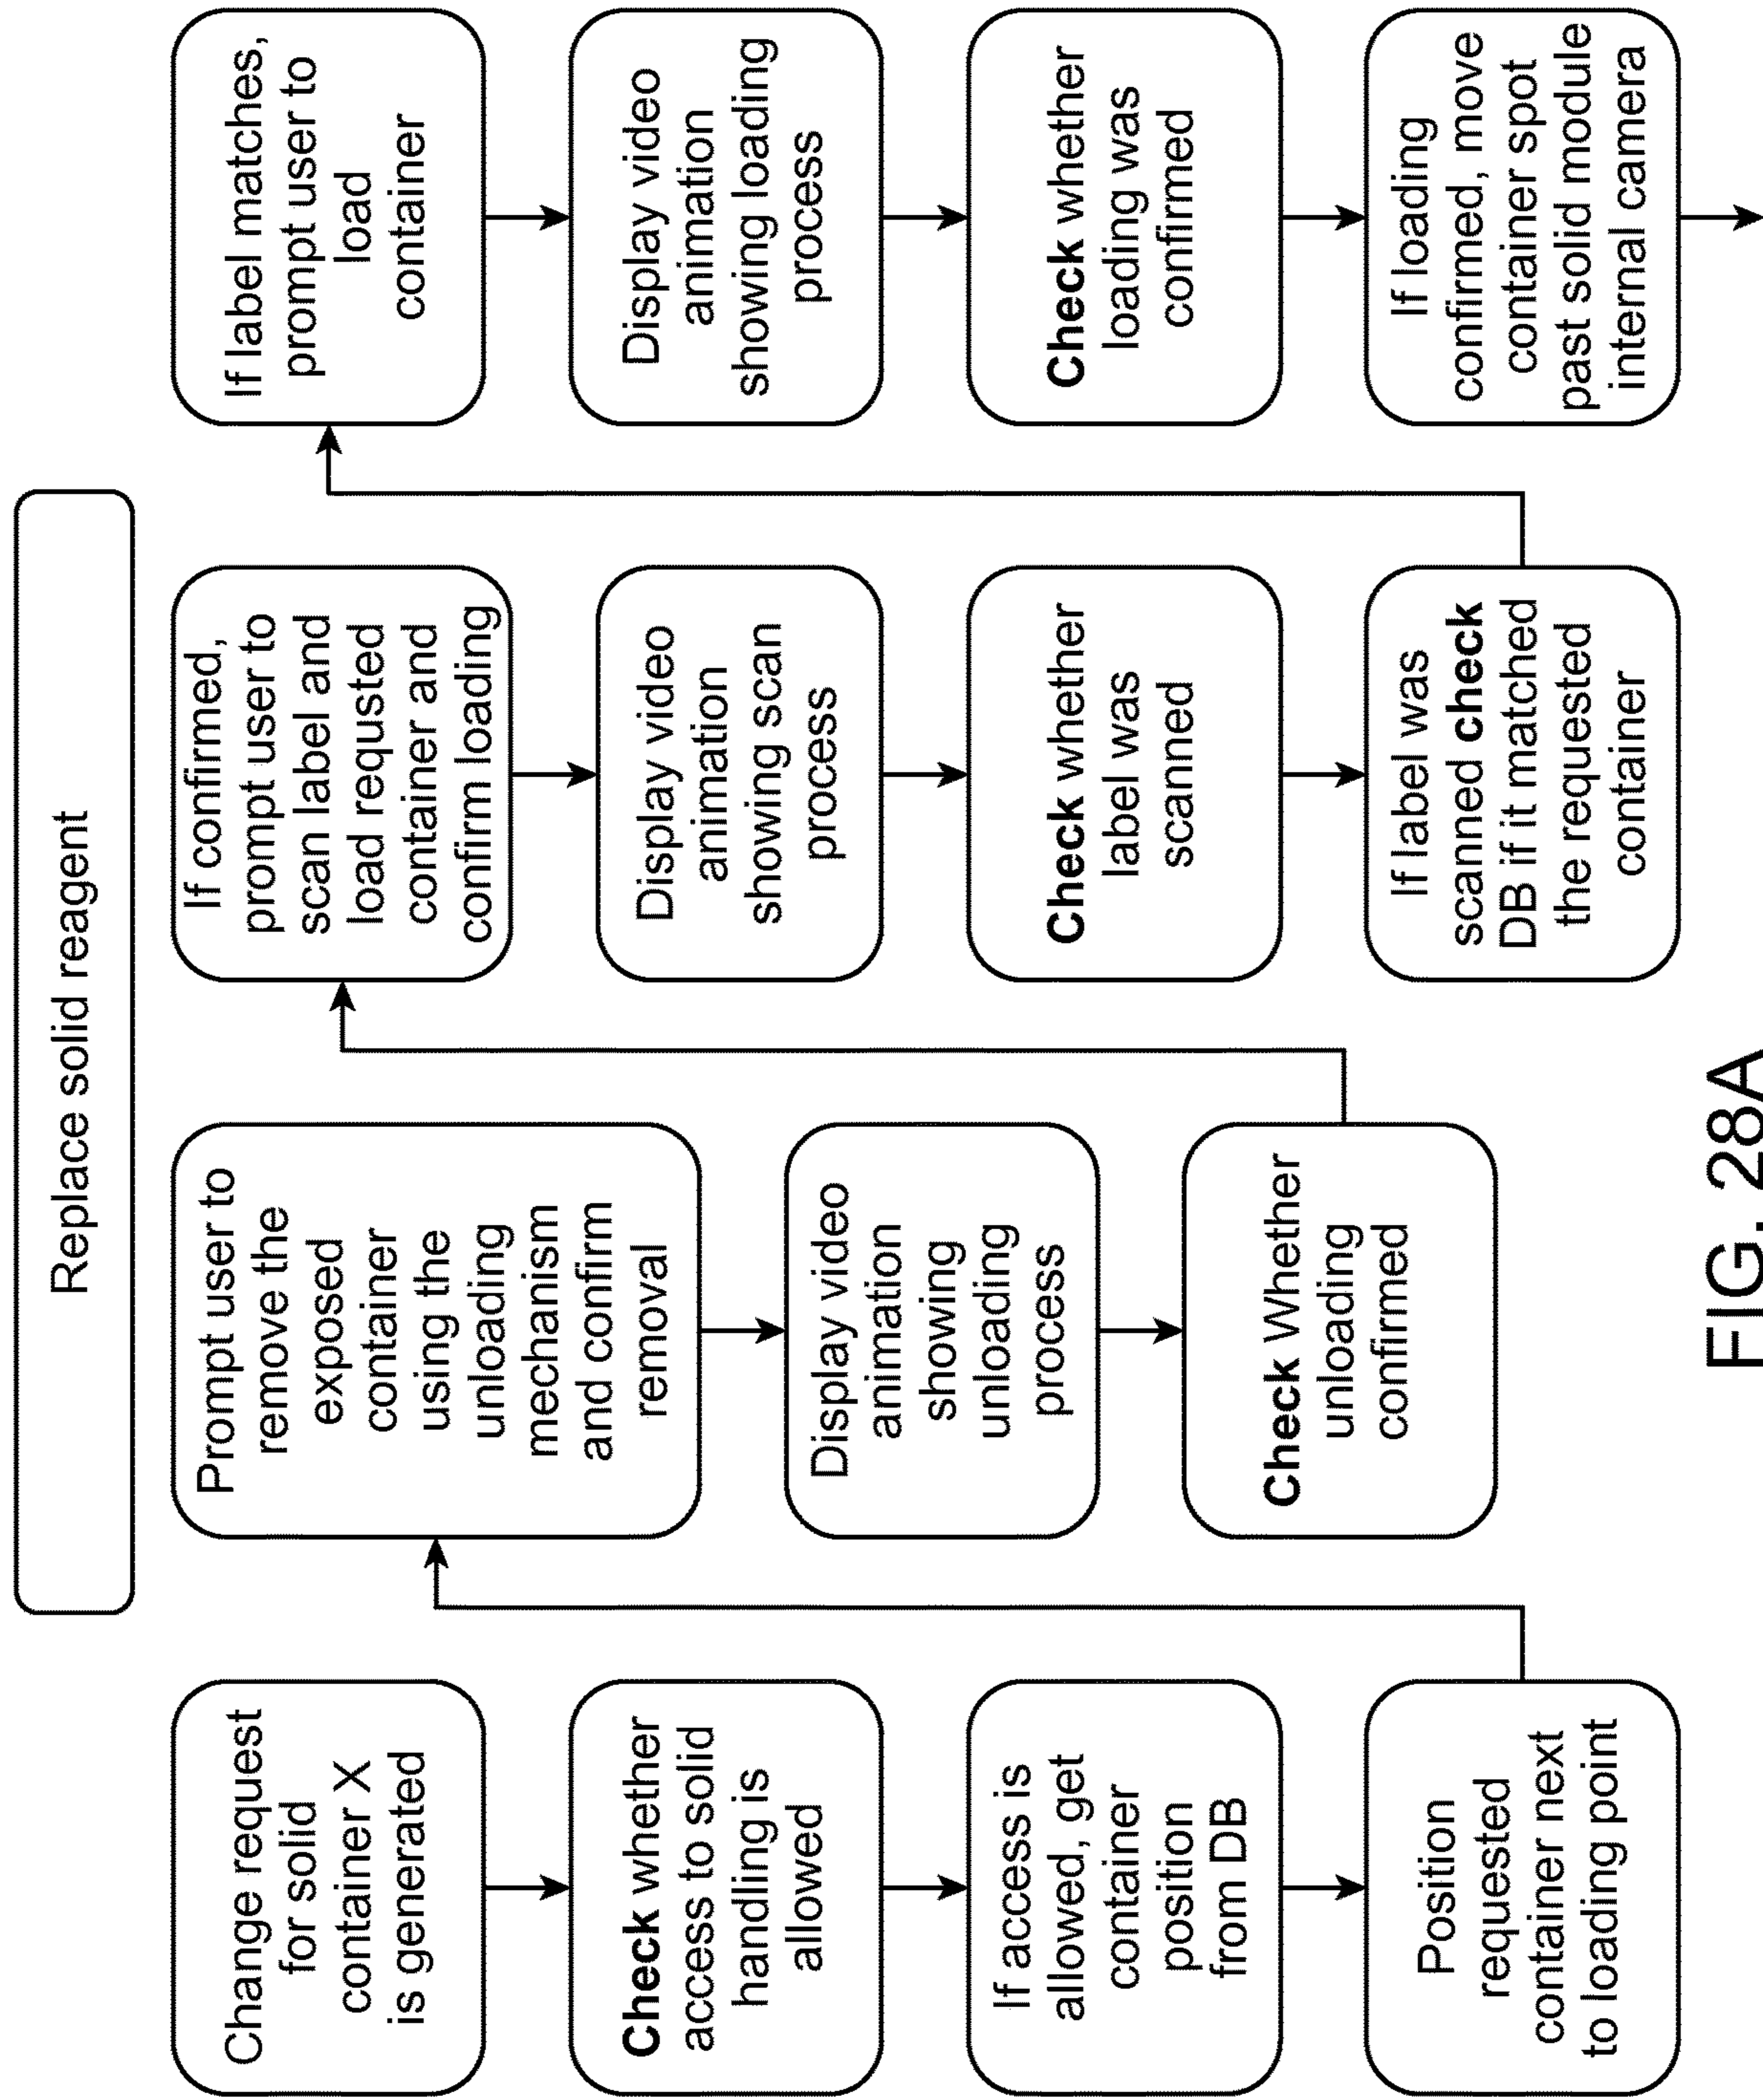 Replace solid reagent
Change request
for solid
container X
is generated
Check whether
access to solid
handling is
allowed
If access is
allowed, get
container
position
from DB
Position
requested
container next
to loading point
Prompt user to
remove the
exposed
container
using the
unloading
mechanism
and confirm
removal
Display video
animation
showing
unloading
process
Check Whether
unloading
confirmed
If confirmed,
prompt user to
scan label and
load requsted
container and
confirm loading
Display video
animation
showing scan
process
Check whether
label was
scanned
If label was
scanned check
DB if it matched
the requested
container
If label matches,
prompt user to
load
container
Display video
animation
showing loading
process
Check whether
loading was
confirmed
If loading
confirmed, move
container spot
past solid module
internal camera
FIG. 28A